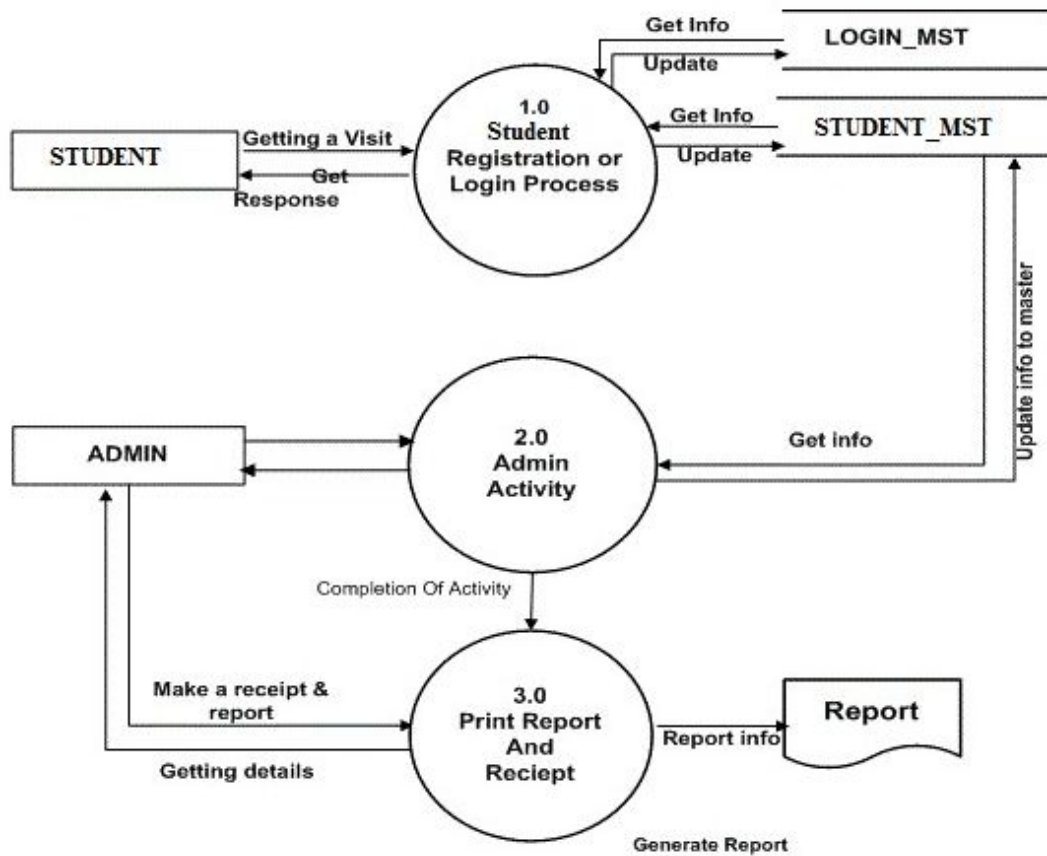 Get Info
LOGIN_MST
Update
1.0
Student
Registration or
Login Process
Get Info
STUDENT_MST
Update
STUDENT
Getting a Visit
Get
Response
Update info to master
2.0
Admin
Activity
Get info
ADMIN
Completion Of Activity
Make a receipt &
report
3.0
Print Report
And
Reciept
Report
Report info
Getting details
Generate Report